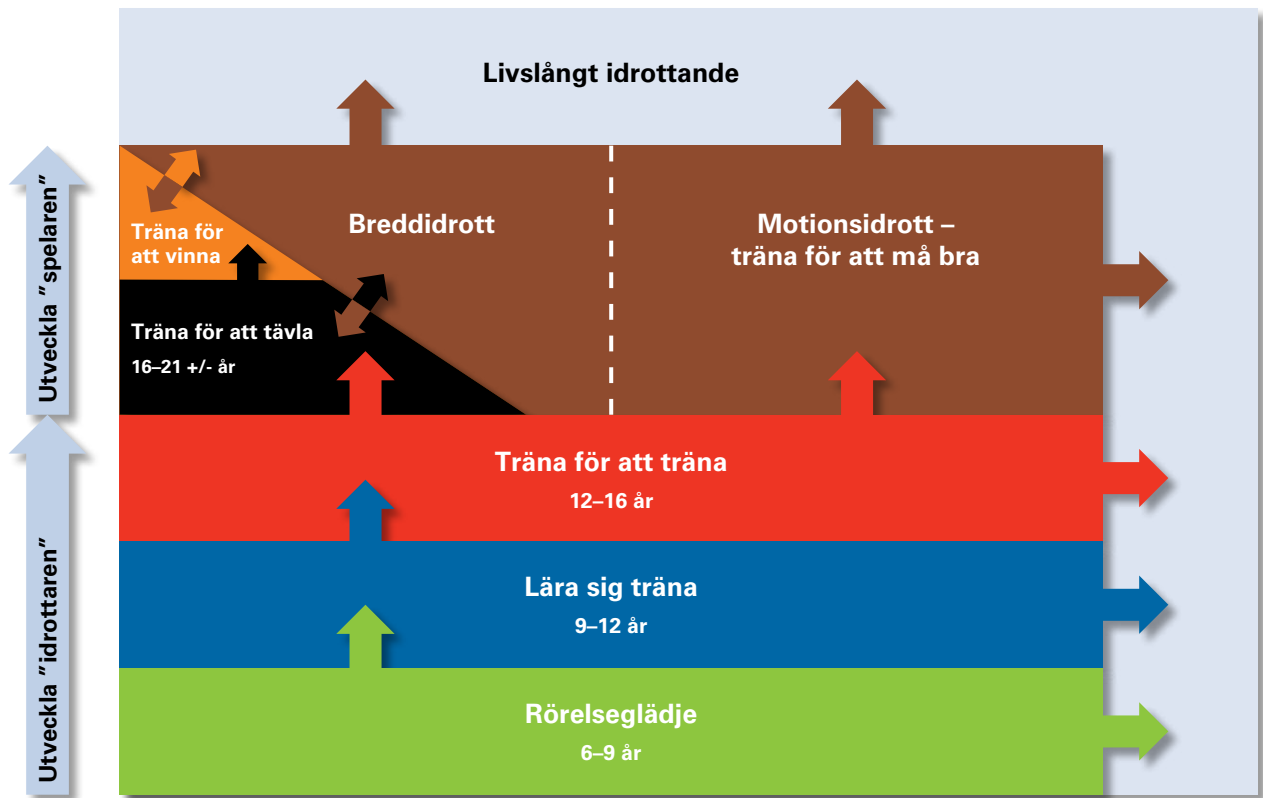 Livslångt idrottande
Utveckla ”spelaren”
Träna för
att vinna
Breddidrott
Motionsidrott –
träna för att må bra
Träna för att tävla
16–21 +/- år
Utveckla ”idrottaren”
Träna för att träna
12–16 år
Lära sig träna
9–12 år
Rörelseglädje
6–9 år